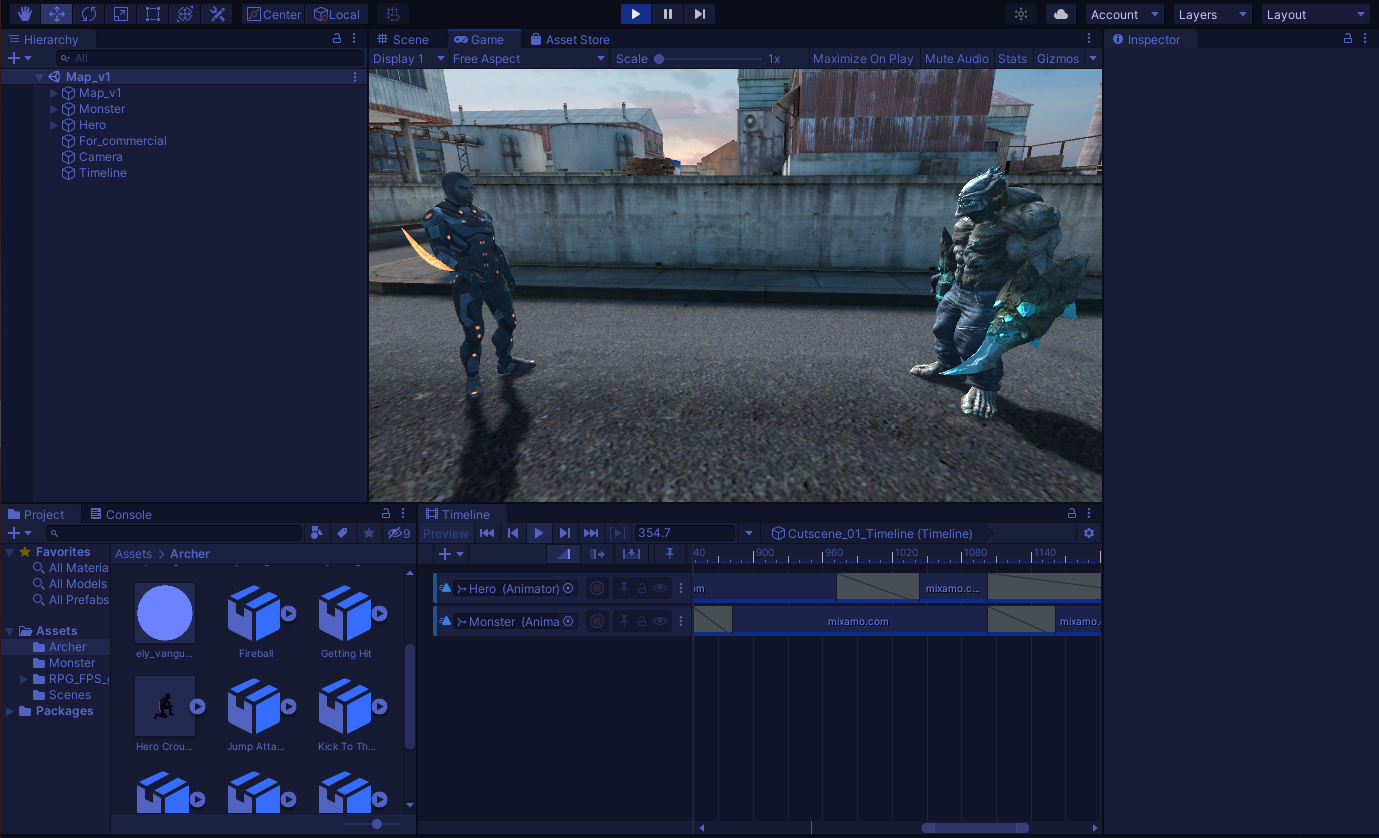 Center Local Account Layers Layout
Hierarchy
All
Map_v1
Map_v1
Monster
Hero
For_commercial
Camera
Timeline
Scene Game Asset Store
Display 1 Free Aspect Scale 1x Maximize On Play Mute Audio Stats Gizmos
Inspector
Project Console
9
Favorites
All Materia
All Models
All Prefabs
Assets
Archer
Monster
RPG_FPS_
Scenes
Packages
Assets > Archer
ely_vangu... Fireball Getting Hit
Hero Crou... Jump Atta... Kick To Th...
Timeline
Preview 354.7 Cutscene_01_Timeline (Timeline)
40 900 960 1020 1080 1140
Hero (Animator) om mixamo.c...
Monster (Anima mixamo.com mixamo.